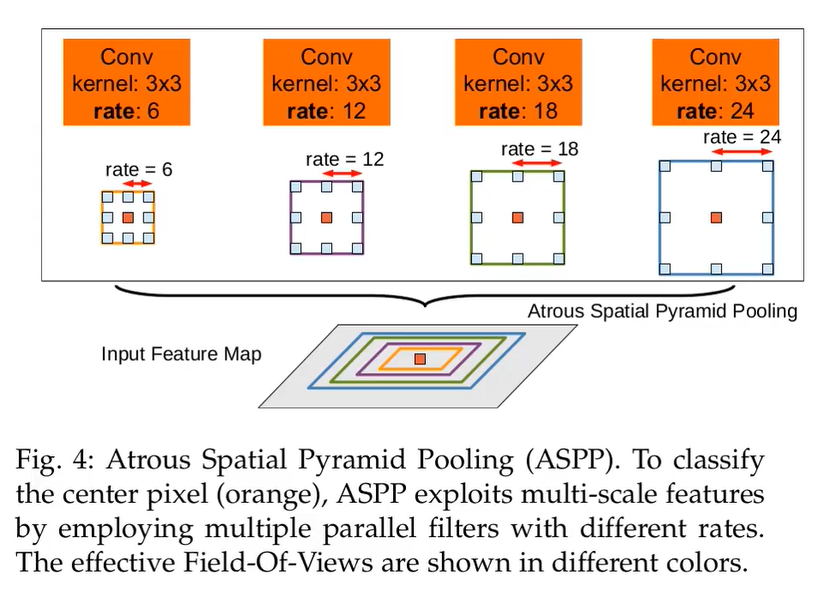 Conv
kernel: 3x3
rate: 6
Conv
kernel: 3x3
rate: 12
Conv
kernel: 3x3
rate: 18
Conv
kernel: 3x3
rate: 24
rate = 6
rate = 12
rate = 18
rate = 24
Atrous Spatial Pyramid Pooling
Input Feature Map
Fig. 4: Atrous Spatial Pyramid Pooling (ASPP). To classify
the center pixel (orange), ASPP exploits multi-scale features
by employing multiple parallel filters with different rates.
The effective Field-Of-Views are shown in different colors.